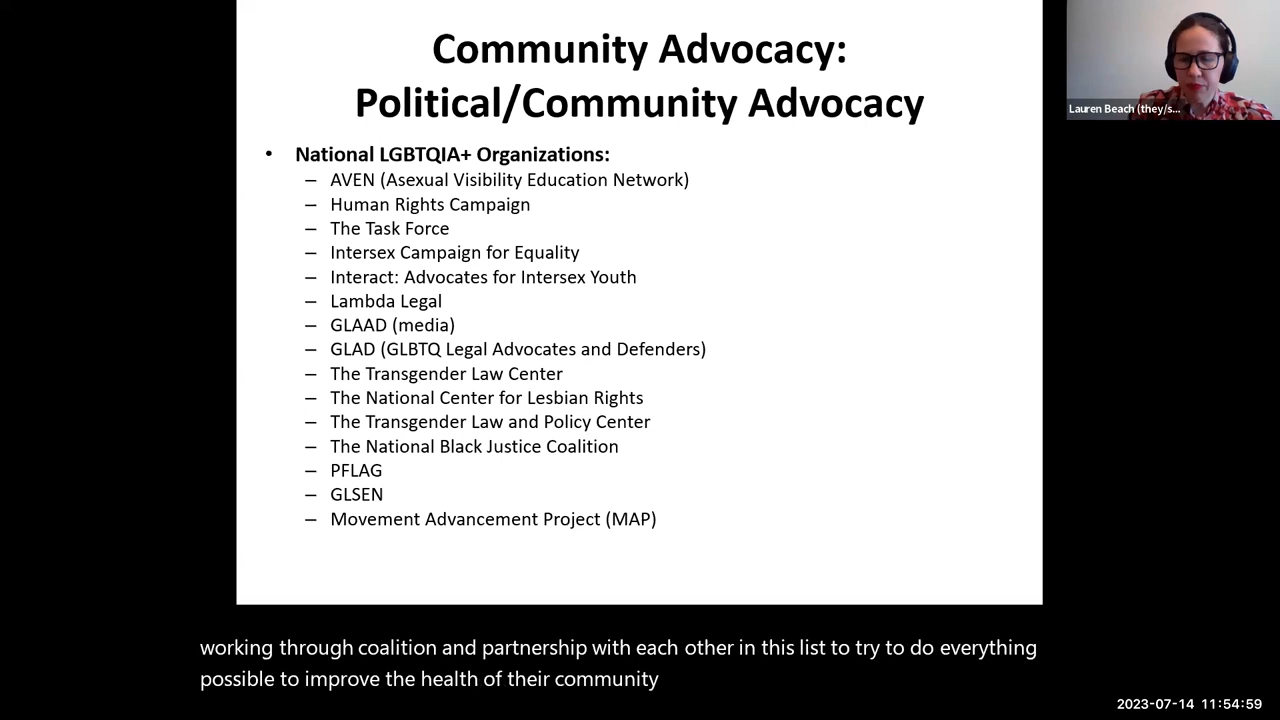 Community Advocacy:
Political/Community Advocacy
Lauren Beach (they/s...
• National LGBTQIA+ Organizations:
– AVEN (Asexual Visibility Education Network)
– Human Rights Campaign
– The Task Force
– Intersex Campaign for Equality
– Interact: Advocates for Intersex Youth
– Lambda Legal
– GLAAD (media)
– GLAD (GLBTQ Legal Advocates and Defenders)
– The Transgender Law Center
– The National Center for Lesbian Rights
– The Transgender Law and Policy Center
– The National Black Justice Coalition
– PFLAG
– GLSEN
– Movement Advancement Project (MAP)
working through coalition and partnership with each other in this list to try to do everything
possible to improve the health of their community
2023-07-14 11:54:59